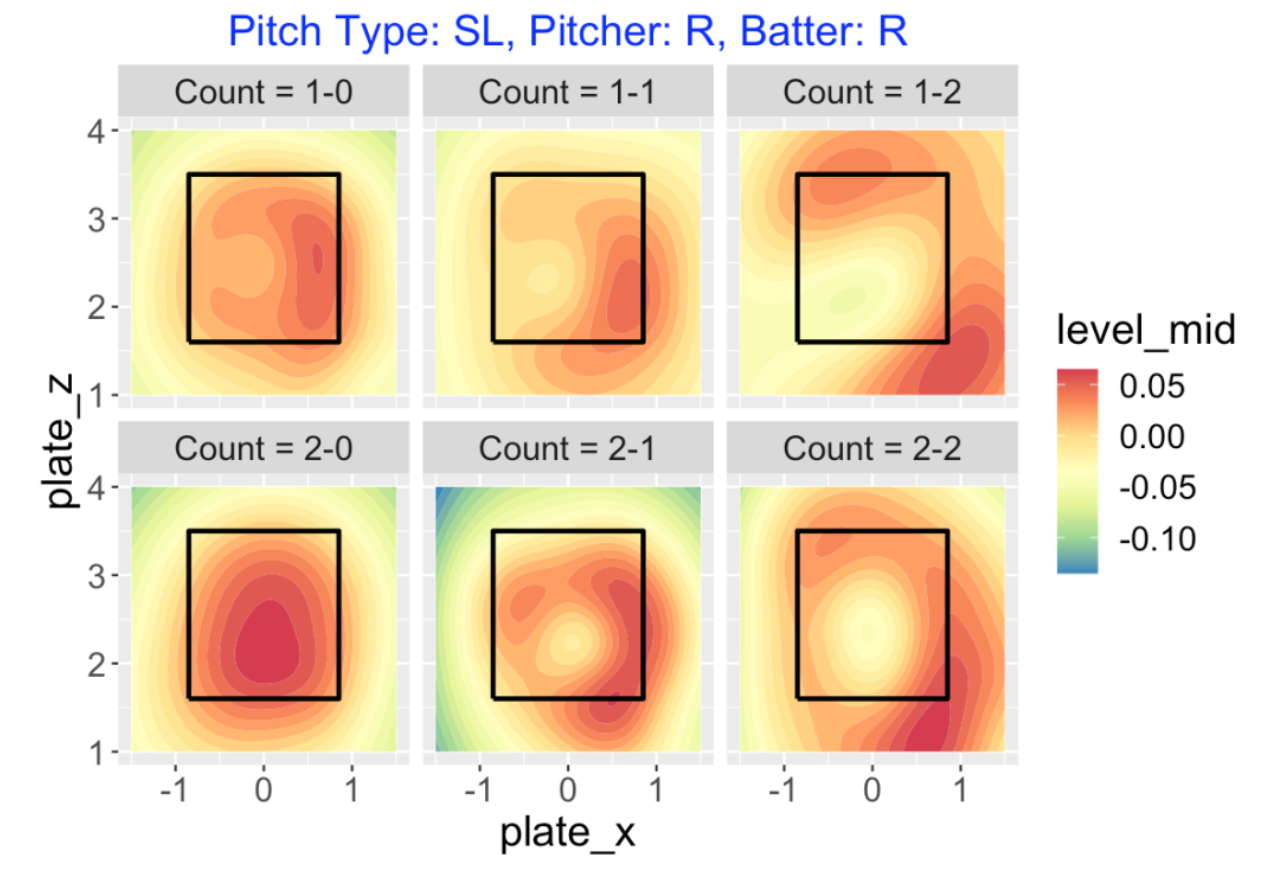 Pitch Type: SL, Pitcher: R, Batter: R
Count = 1-0
Count = 1-1
Count = 1-2
4
3
2
1
Count = 2-0
Count = 2-1
Count = 2-2
4
3
2
1
-1 0 1
-1 0 1
-1 0 1
plate_x
plate_z
level_mid
0.05
0.00
-0.05
-0.10